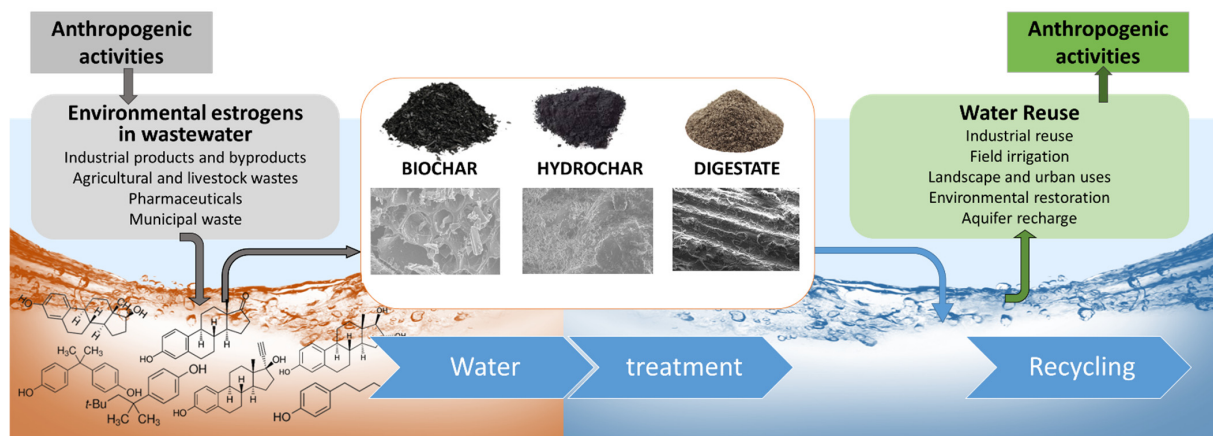 Anthropogenic
activities
Environmental estrogens
in wastewater
Industrial products and byproducts
Agricultural and livestock wastes
Pharmaceuticals
Municipal waste
BIOCHAR
HYDROCHAR
DIGESTATE
Anthropogenic
activities
Water Reuse
Industrial reuse
Field irrigation
Landscape and urban uses
Environmental restoration
Aquifer recharge
HO
OH
H
H
H
O
H
H
H
HO
H₃C
CH₃
HO
OH
OH
t-Bu
CH₃
H₃C
OH
H
H
H
HO
H
H
H
HO
HO
Water
treatment
Recycling